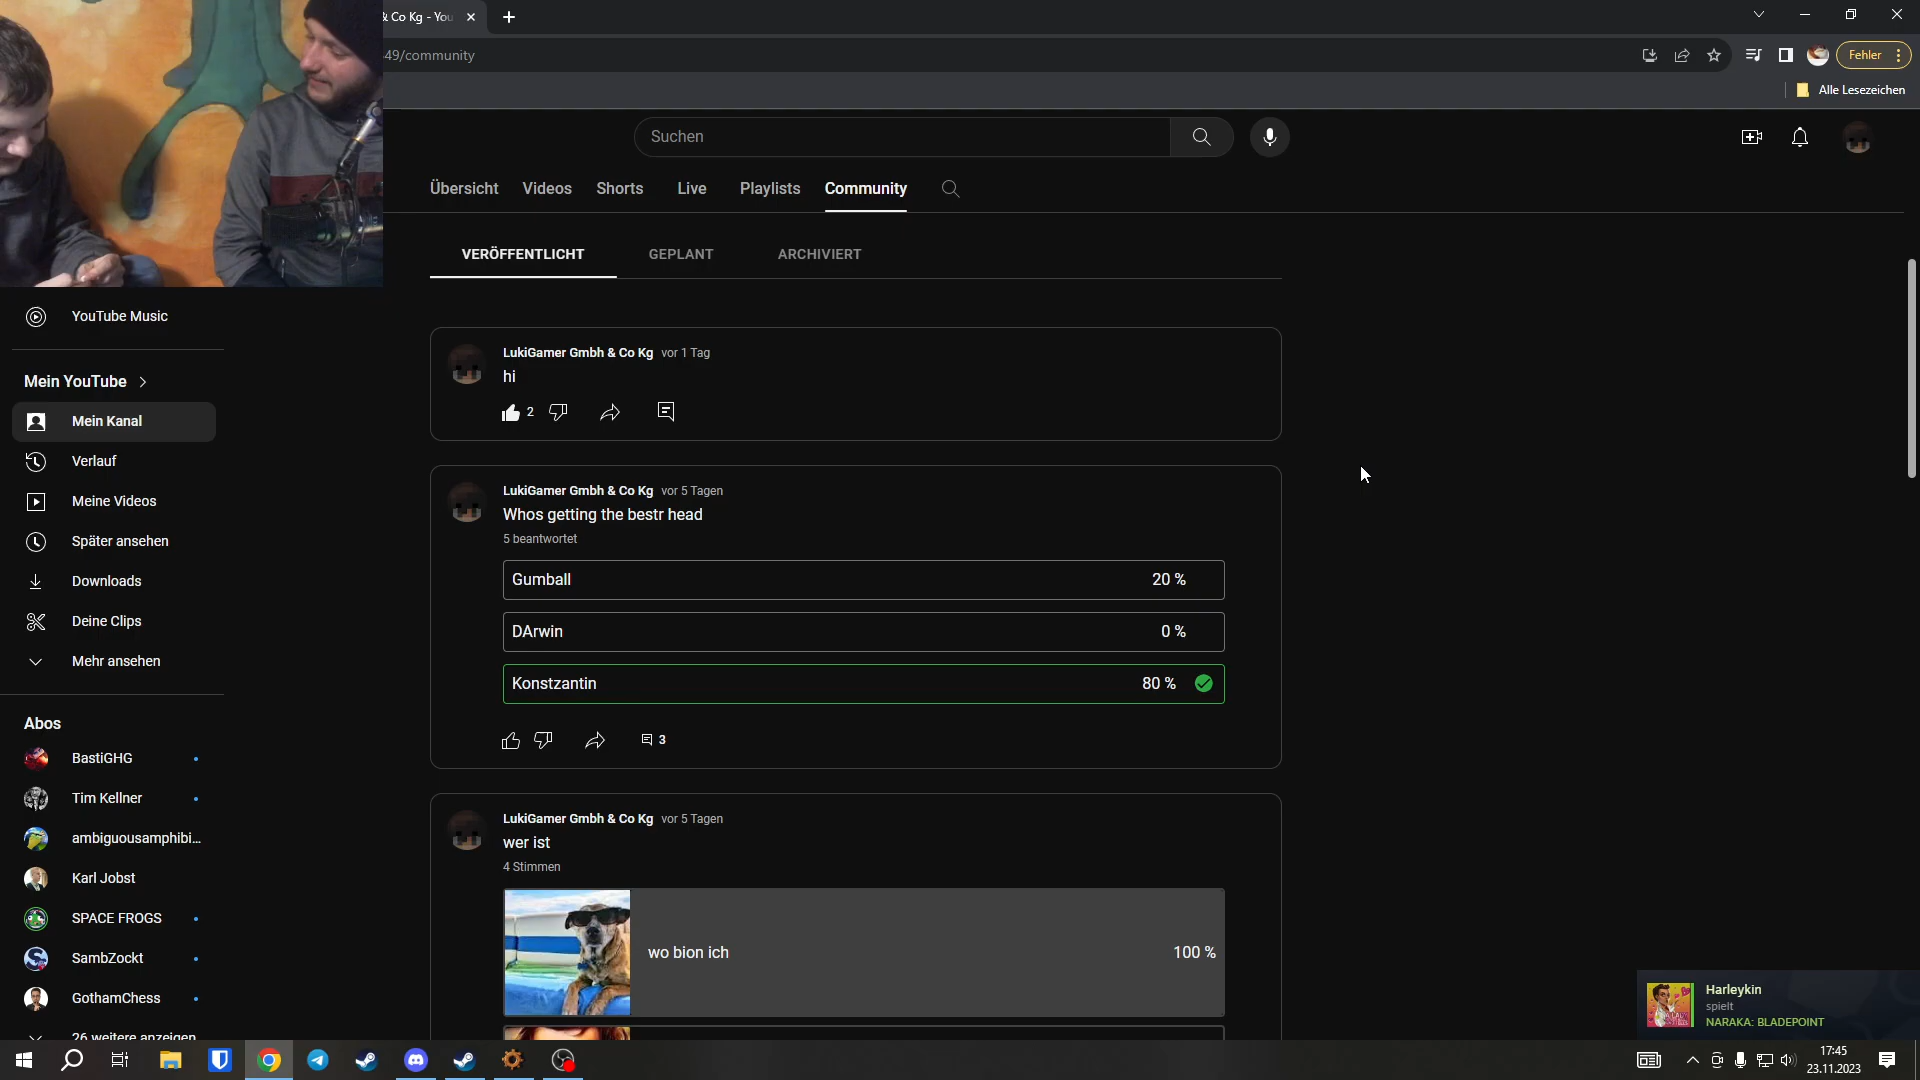 & Co Kg - You
49/community
Fehler
Alle Lesezeichen
Suchen
Übersicht Videos Shorts Live Playlists Community
VERÖFFENTLICHT GEPLANT ARCHIVIERT
YouTube Music
Mein YouTube
Mein Kanal
Verlauf
Meine Videos
Später ansehen
Downloads
Deine Clips
Mehr ansehen
Abos
BastiGHG
Tim Kellner
ambiguousamphibi...
Karl Jobst
SPACE FROGS
SambZockt
GothamChess
26 weitere anzeigen
LukiGamer Gmbh & Co Kg vor 1 Tag
hi
2
LukiGamer Gmbh & Co Kg vor 5 Tagen
Whos getting the bestr head
5 beantwortet
Gumball 20 %
DArwin 0 %
Konstzantin 80 %
3
LukiGamer Gmbh & Co Kg vor 5 Tagen
wer ist
4 Stimmen
wo bion ich 100 %
Harleykin
spielt
NARAKA: BLADEPOINT
17:45
23.11.2023